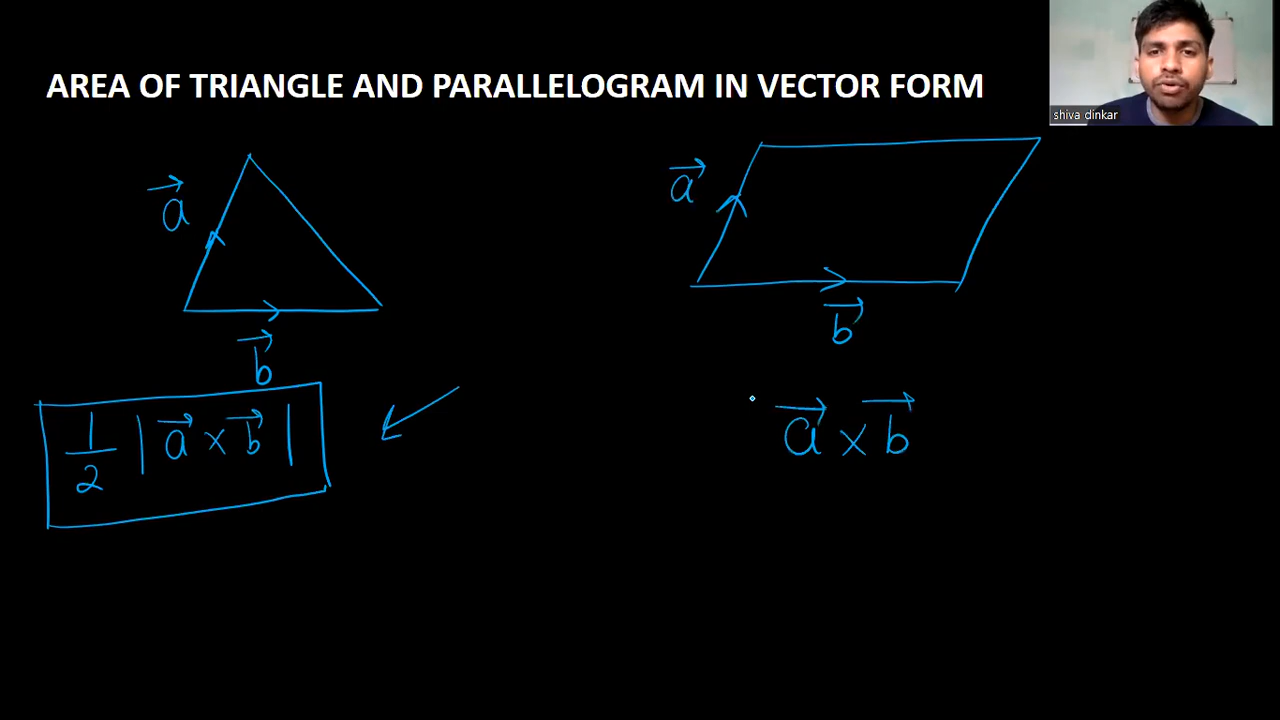 AREA OF TRIANGLE AND PARALLELOGRAM IN VECTOR FORM
shiva dinkar
a⃗
b⃗
1/2 | a⃗ × b⃗ |
a⃗
b⃗
a⃗ × b⃗